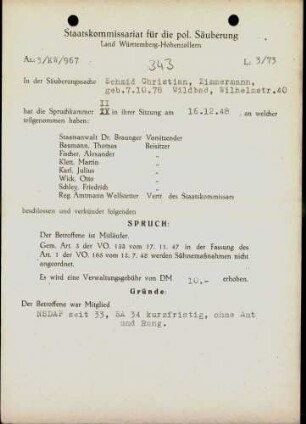 Staatskommissariat für die pol. Säuberung
Land Württemberg-Hohenzollern
Az: 3/KW/967
343
L 3/73
In der Säuberungssache Schmid Christian, Zimmermann,
geb.7.10.78 Wildbad, Wilhelmstr.40
II
hat die Spruchkammer in ihrer Sitzung am 16.12.48, an welcher
teilgenommen haben:
Staatsanwalt Dr. Breanger Vorsitzender
Baumann, Thomas Beisitzer
Fischer, Alexander "
Klett, Martin "
Karl, Julius "
Wick, Otto "
Schley, Friedrich "
Reg. Amtmann Wolfsteter Vertr. des Staatskommissars
beschlossen und verkündet folgenden
SPRUCH:
Der Betroffene ist Mitläufer.
Gem. Art. 3 der VO. 133 vom 17. 11. 47 in der Fassung des
Art. 1 der VO. 165 vom 13. 7. 48 werden Sühnemaßnahmen nicht
angeordnet.
Es wird eine Verwaltungsgebühr von DM 10,- erhoben.
Gründe:
Der Betroffene war Mitglied
NSDAP seit 33, SA 34 kurzfristig, ohne Amt
und Rang.